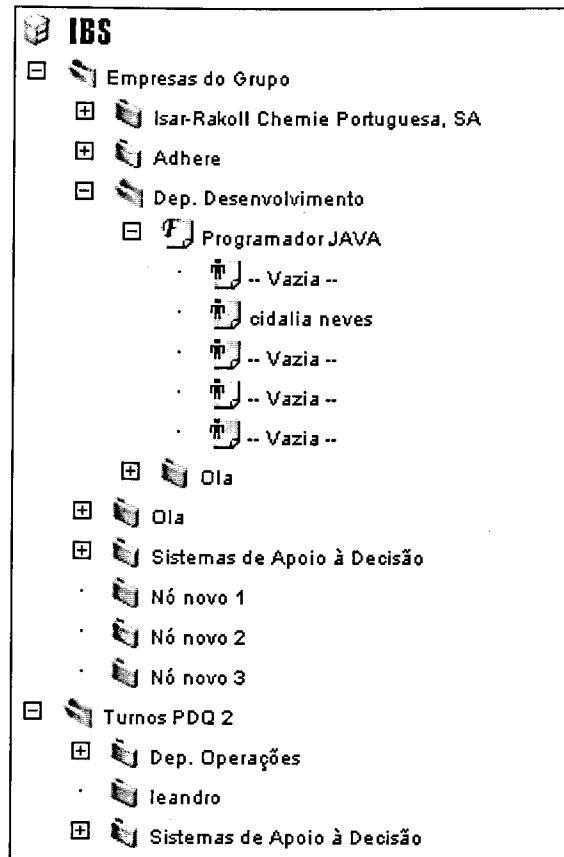 IBS
Empresas do Grupo
Isar-Rakoll Chemie Portuguesa, SA
Adhere
Dep. Desenvolvimento
Programador JAVA
-- Vazia --
cidalia neves
-- Vazia --
-- Vazia --
-- Vazia --
Ola
Ola
Sistemas de Apoio à Decisão
Nó novo 1
Nó novo 2
Nó novo 3
Turnos PDQ 2
Dep. Operações
leandro
Sistemas de Apoio à Decisão